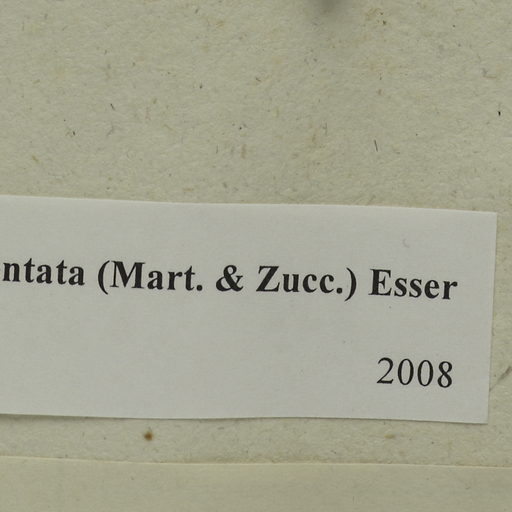 ntata (Mart. & Zucc.) Esser
2008